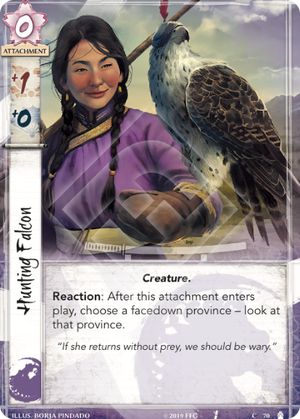 0
ATTACHMENT
+1
+0
Hunting Falcon
Creature.
Reaction: After this attachment enters
play, choose a facedown province – look
at that province.
"If she returns without prey, we should be wary."
ILLUS. BORJA PINDADO
© 2019 FFG
C 70